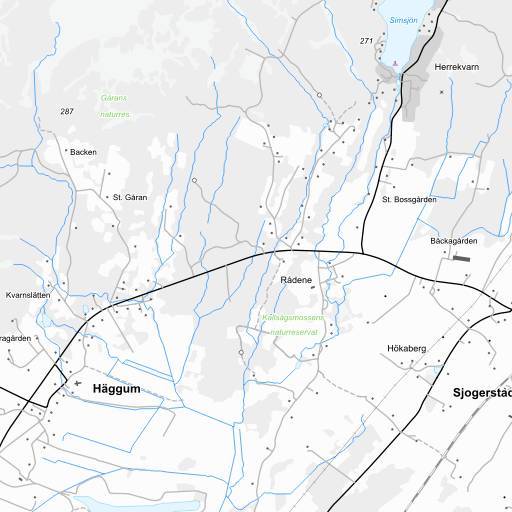 Simsjön
271
Herrekvarn
Gårans
naturres.
287
Backen
St. Gåran
St. Bossgården
Bäckagården
Rådene
Kvarnslätten
Källsågsmossens
naturreservat
ragården
Hökaberg
Häggum
Sjogerstad